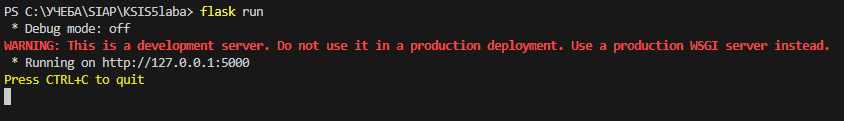 PS C:\УЧЕБА\SIAP\KSIS5laba> flask run
 * Debug mode: off
WARNING: This is a development server. Do not use it in a production deployment. Use a production WSGI server instead.
 * Running on http://127.0.0.1:5000
Press CTRL+C to quit